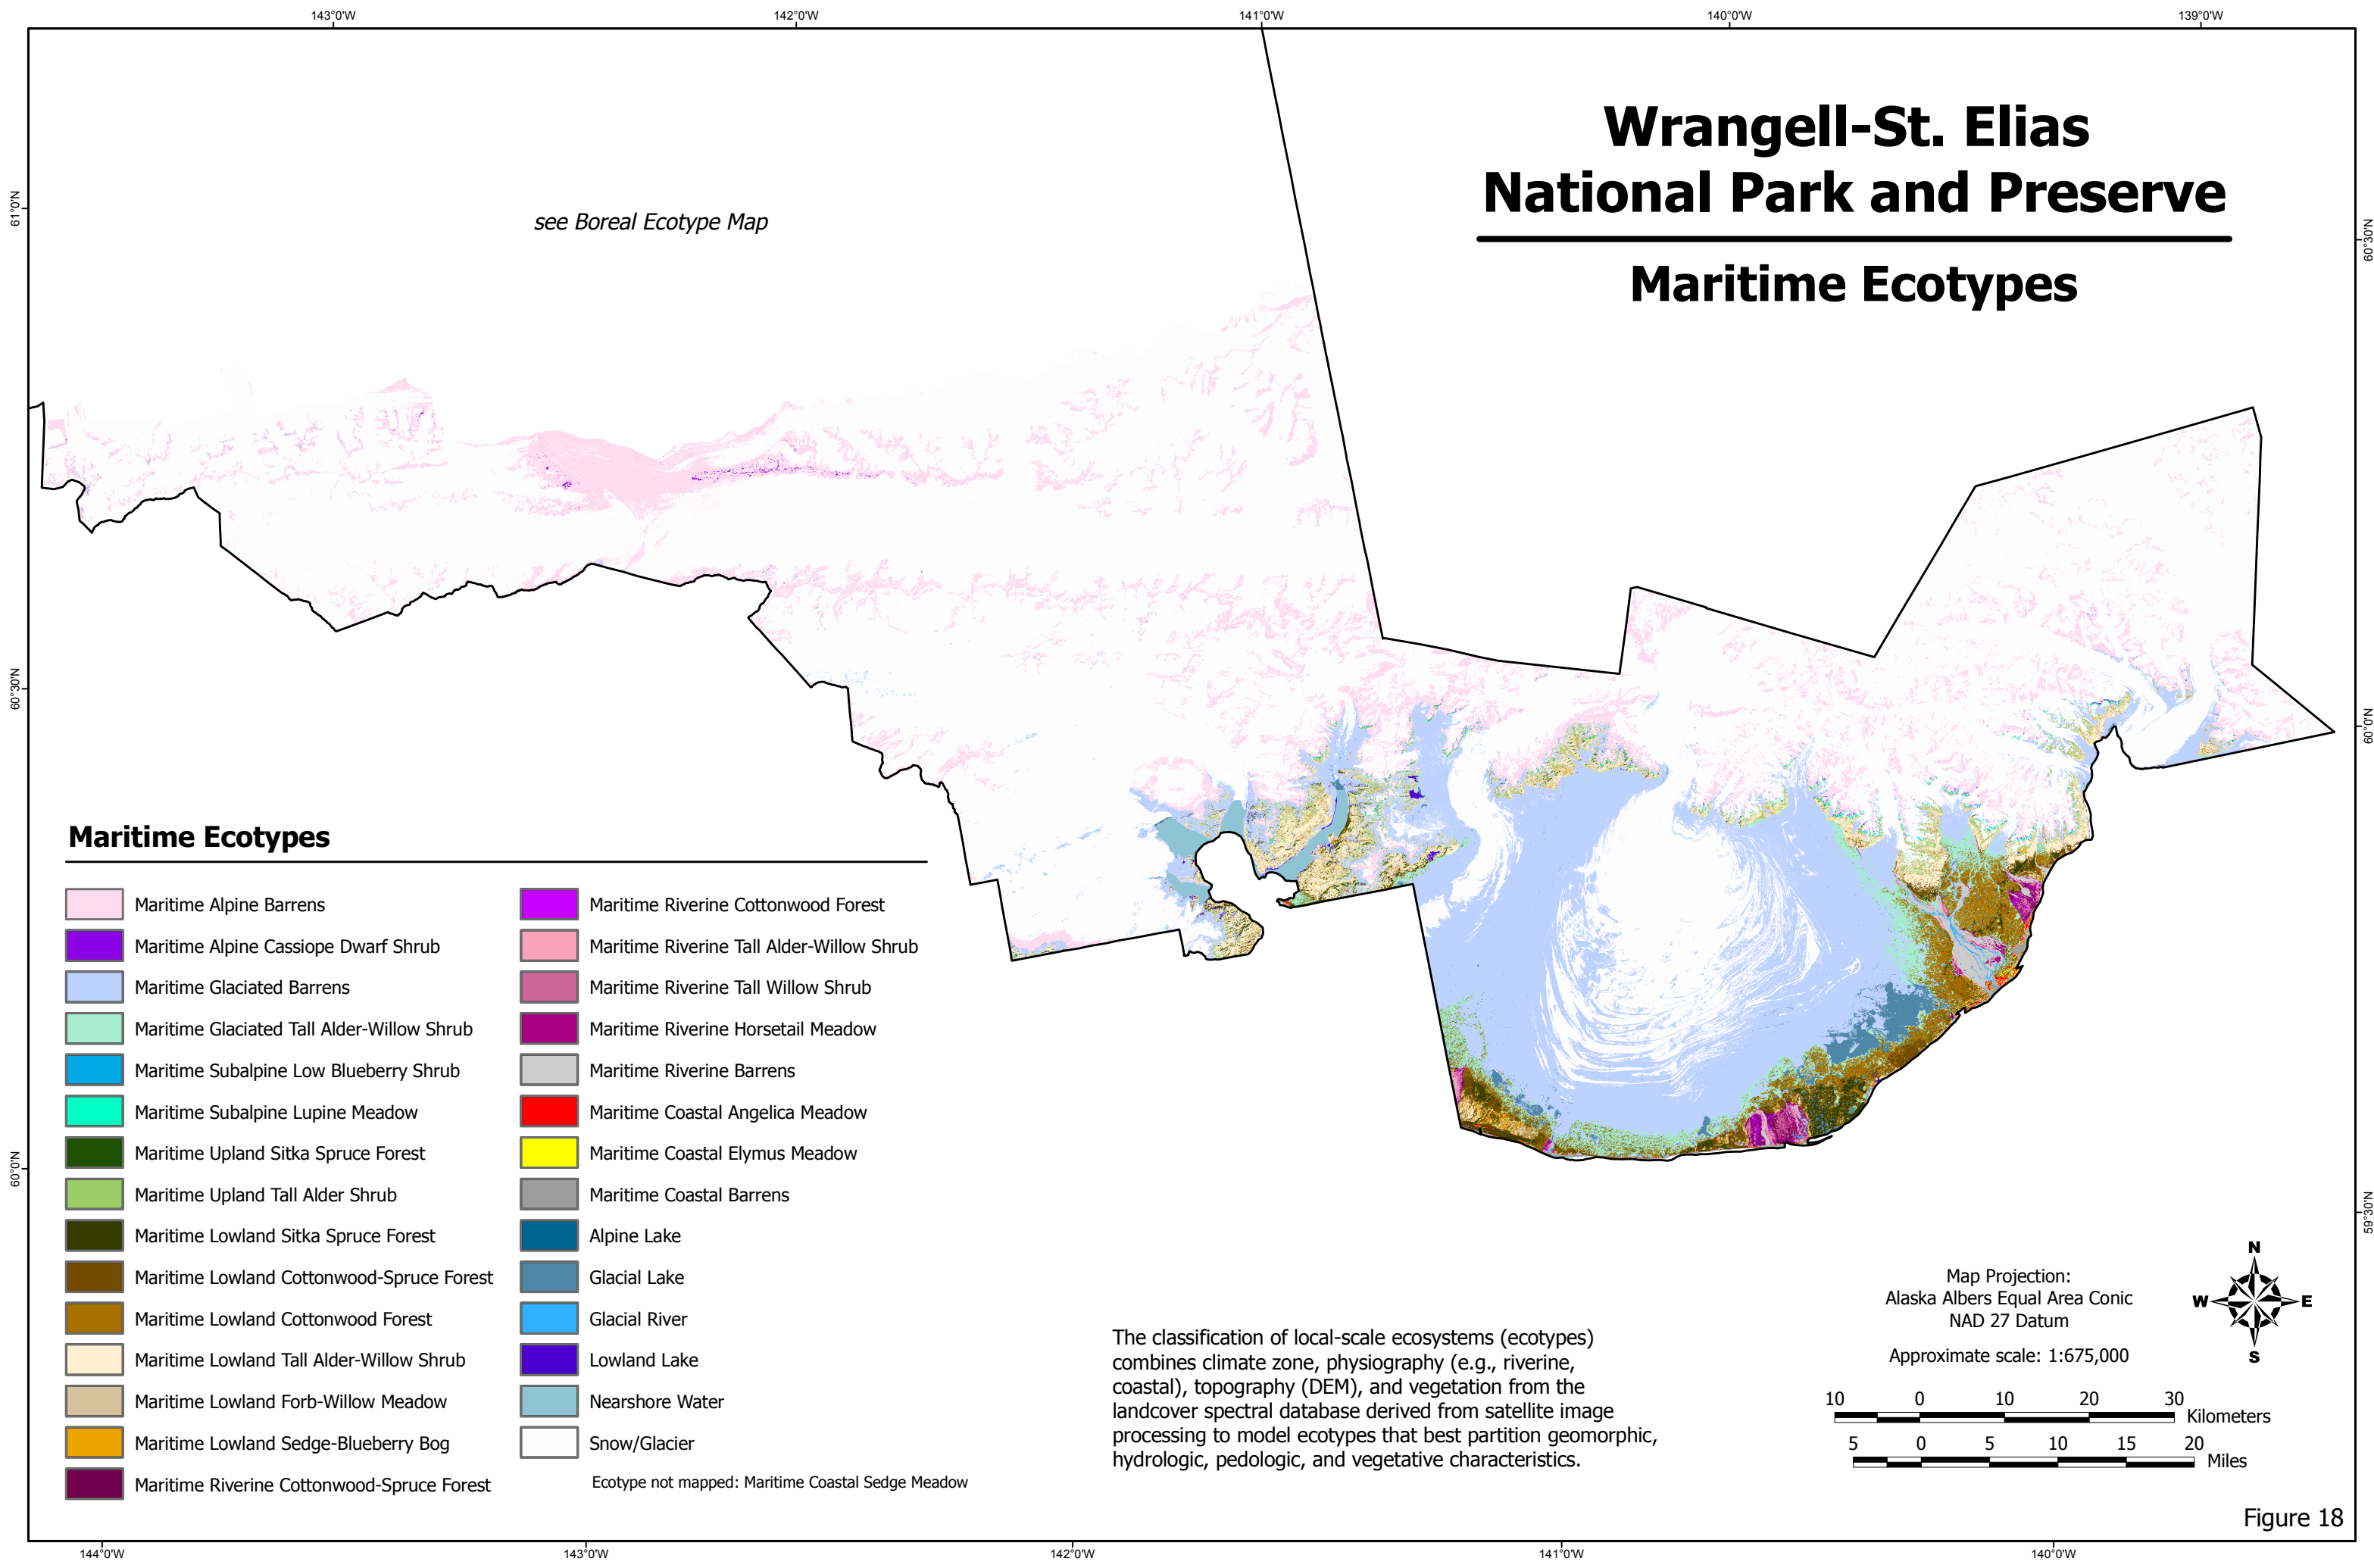 143°0'W
142°0'W
141°0'W
140°0'W
139°0'W
61°0'N
60°30'N
60°0'N
60°30'N
60°0'N
59°30'N
Wrangell-St. Elias
National Park and Preserve
Maritime Ecotypes
see Boreal Ecotype Map
Maritime Ecotypes
Maritime Alpine Barrens
Maritime Alpine Cassiope Dwarf Shrub
Maritime Glaciated Barrens
Maritime Glaciated Tall Alder-Willow Shrub
Maritime Subalpine Low Blueberry Shrub
Maritime Subalpine Lupine Meadow
Maritime Upland Sitka Spruce Forest
Maritime Upland Tall Alder Shrub
Maritime Lowland Sitka Spruce Forest
Maritime Lowland Cottonwood-Spruce Forest
Maritime Lowland Cottonwood Forest
Maritime Lowland Tall Alder-Willow Shrub
Maritime Lowland Forb-Willow Meadow
Maritime Lowland Sedge-Blueberry Bog
Maritime Riverine Cottonwood-Spruce Forest
Maritime Riverine Cottonwood Forest
Maritime Riverine Tall Alder-Willow Shrub
Maritime Riverine Tall Willow Shrub
Maritime Riverine Horsetail Meadow
Maritime Riverine Barrens
Maritime Coastal Angelica Meadow
Maritime Coastal Elymus Meadow
Maritime Coastal Barrens
Alpine Lake
Glacial Lake
Glacial River
Lowland Lake
Nearshore Water
Snow/Glacier
Ecotype not mapped: Maritime Coastal Sedge Meadow
The classification of local-scale ecosystems (ecotypes)
combines climate zone, physiography (e.g., riverine,
coastal), topography (DEM), and vegetation from the
landcover spectral database derived from satellite image
processing to model ecotypes that best partition geomorphic,
hydrologic, pedologic, and vegetative characteristics.
Map Projection:
Alaska Albers Equal Area Conic
NAD 27 Datum
Approximate scale: 1:675,000
N
W E
S
10 0 10 20 30
Kilometers
5 0 5 10 15 20
Miles
Figure 18
144°0'W
143°0'W
142°0'W
141°0'W
140°0'W